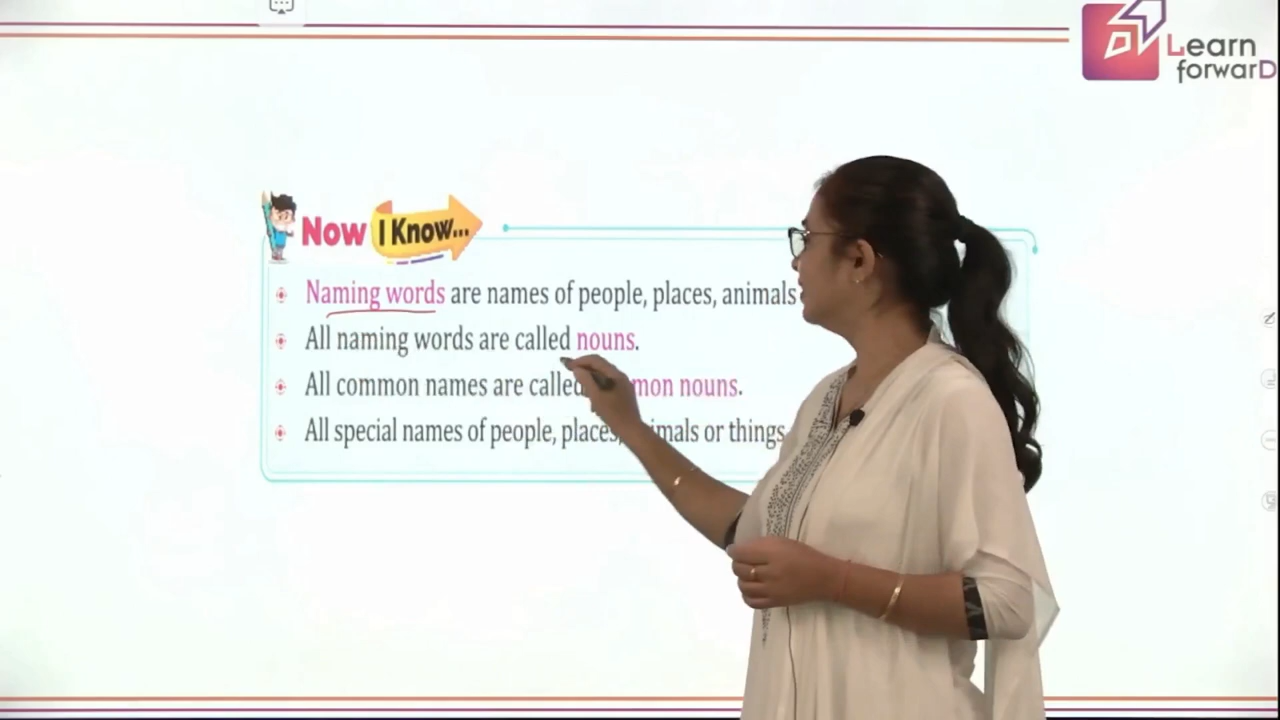 Learn
forwarD
Now I Know...
Naming words are names of people, places, animals
All naming words are called nouns.
All common names are called mon nouns.
All special names of people, places, imals or things